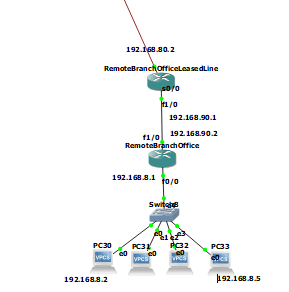 192.168.80.2
RemoteBranchOfficeLeasedLine
s0/0
f1/0
192.168.90.1
f1/0
192.168.90.2
RemoteBranchOffice
192.168.8.1
f0/0
e0
e1
e2
e3
PC30
PC31
PC32
PC33
VPCS
VPCS
VPCS
VPCS
e0
e0
e0
192.168.8.2
192.168.8.5